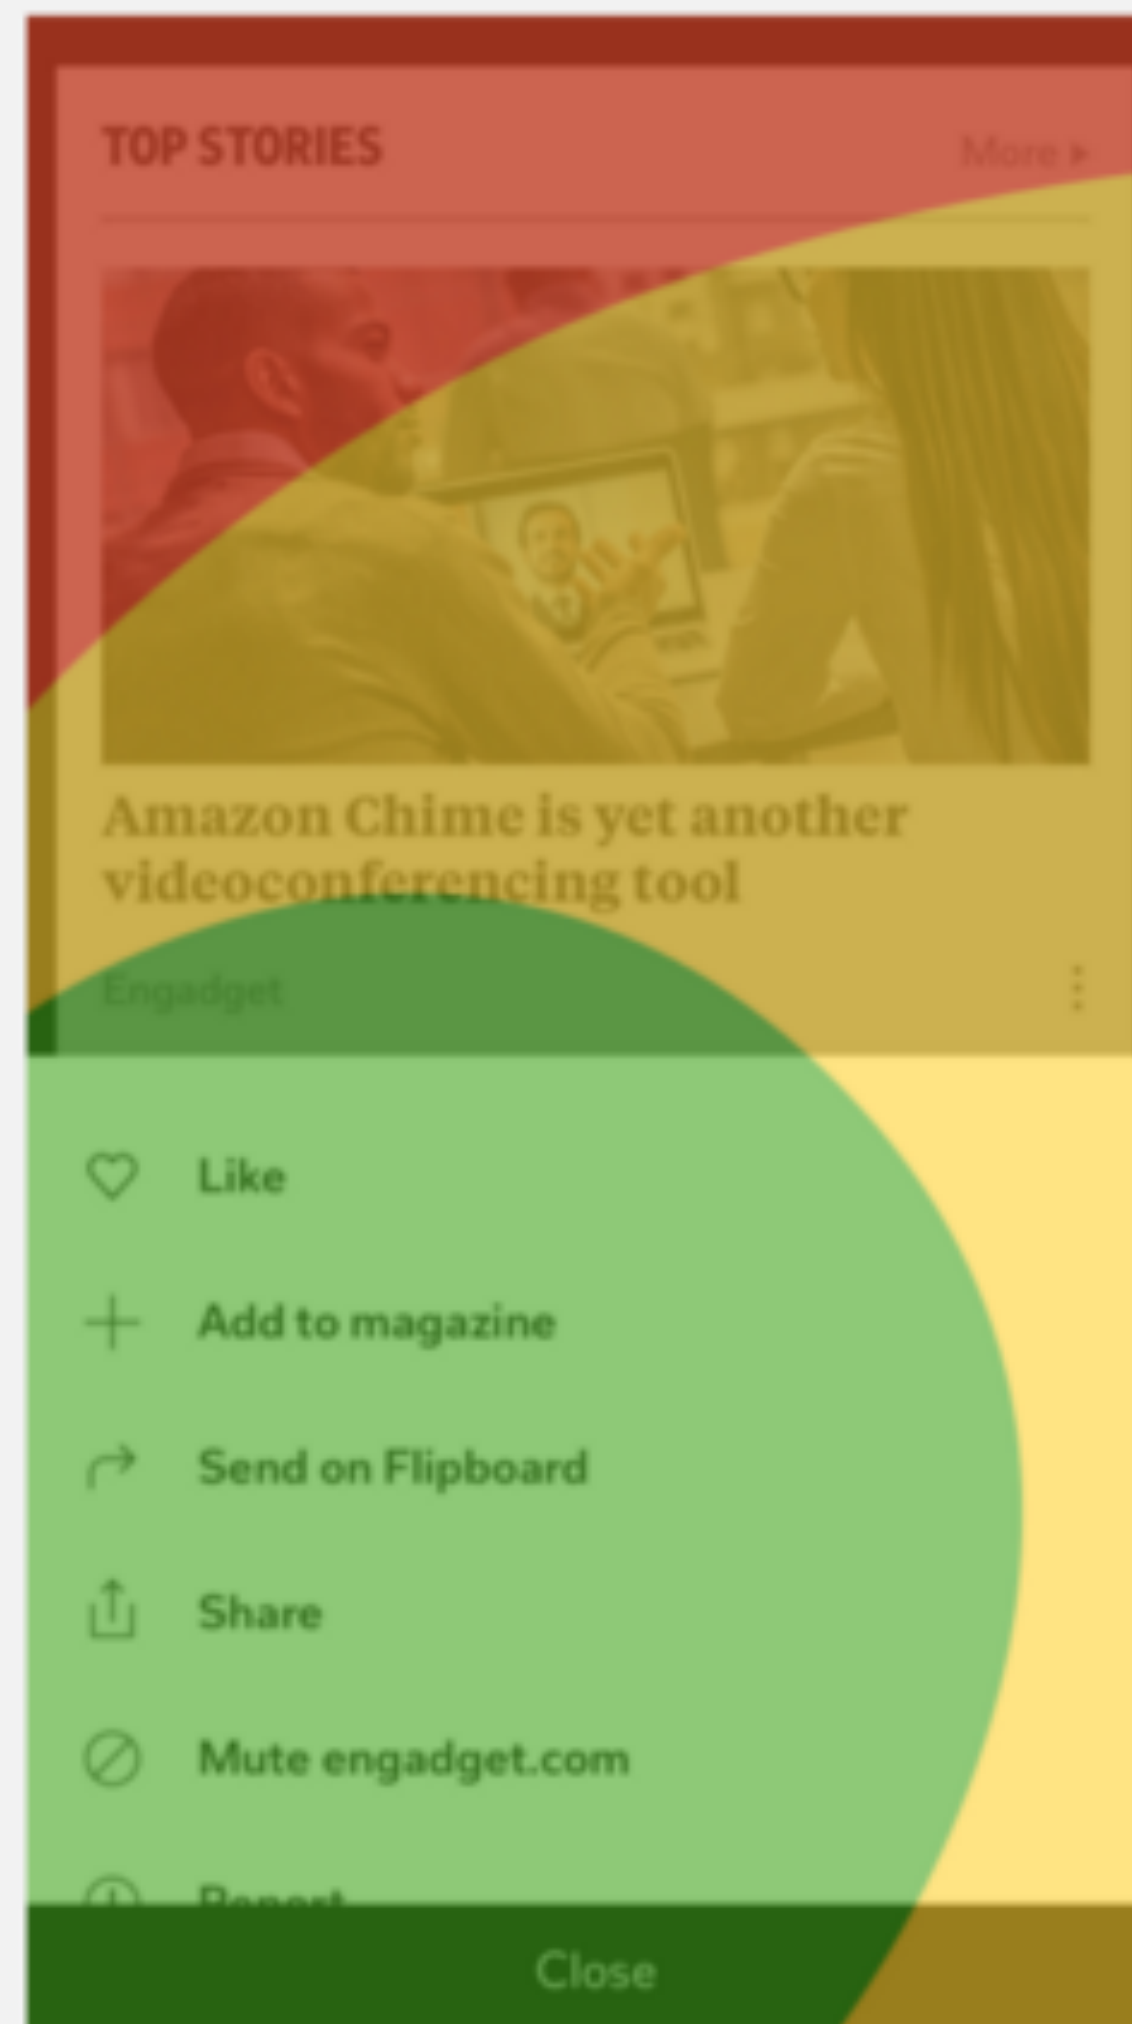 TOP STORIES
More
Amazon Chime is yet another
videoconferencing tool
Engadget
Like
Add to magazine
Send on Flipboard
Share
Mute engadget.com
Report
Close